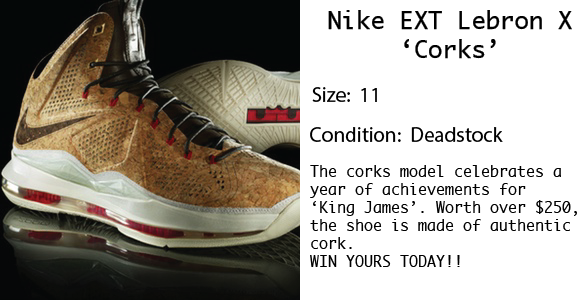 Nike EXT Lebron X
‘Corks’
Size: 11
Condition: Deadstock
The corks model celebrates a
year of achievements for
‘King James’. Worth over $250,
the shoe is made of authentic
cork.
WIN YOURS TODAY!!